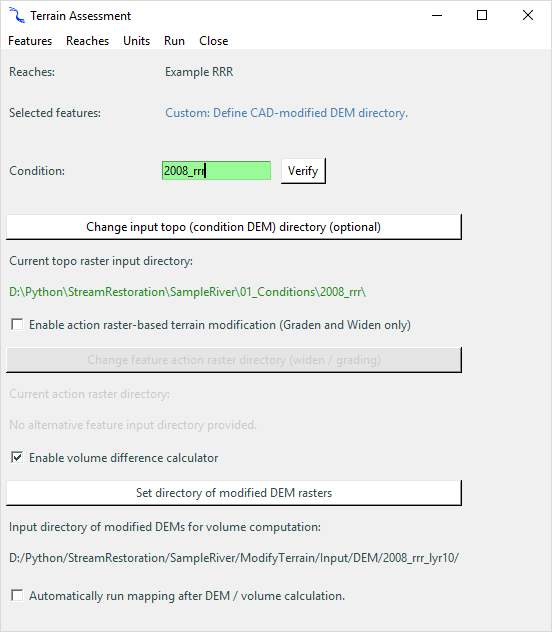 Terrain Assessment
Features Reaches Units Run Close
Reaches: Example RRR
Selected features: Custom: Define CAD-modified DEM directory.
Condition: 2008_rrr Verify
Change input topo (condition DEM) directory (optional)
Current topo raster input directory:
D:\Python\StreamRestoration\SampleRiver\01_Conditions\2008_rrr\
Enable action raster-based terrain modification (Graden and Widen only)
Change feature action raster directory (widen / grading)
Current action raster directory:
No alternative feature input directory provided.
Enable volume difference calculator
Set directory of modified DEM rasters
Input directory of modified DEMs for volume computation:
D:/Python/StreamRestoration/SampleRiver/ModifyTerrain/Input/DEM/2008_rrr_lyr10/
Automatically run mapping after DEM / volume calculation.